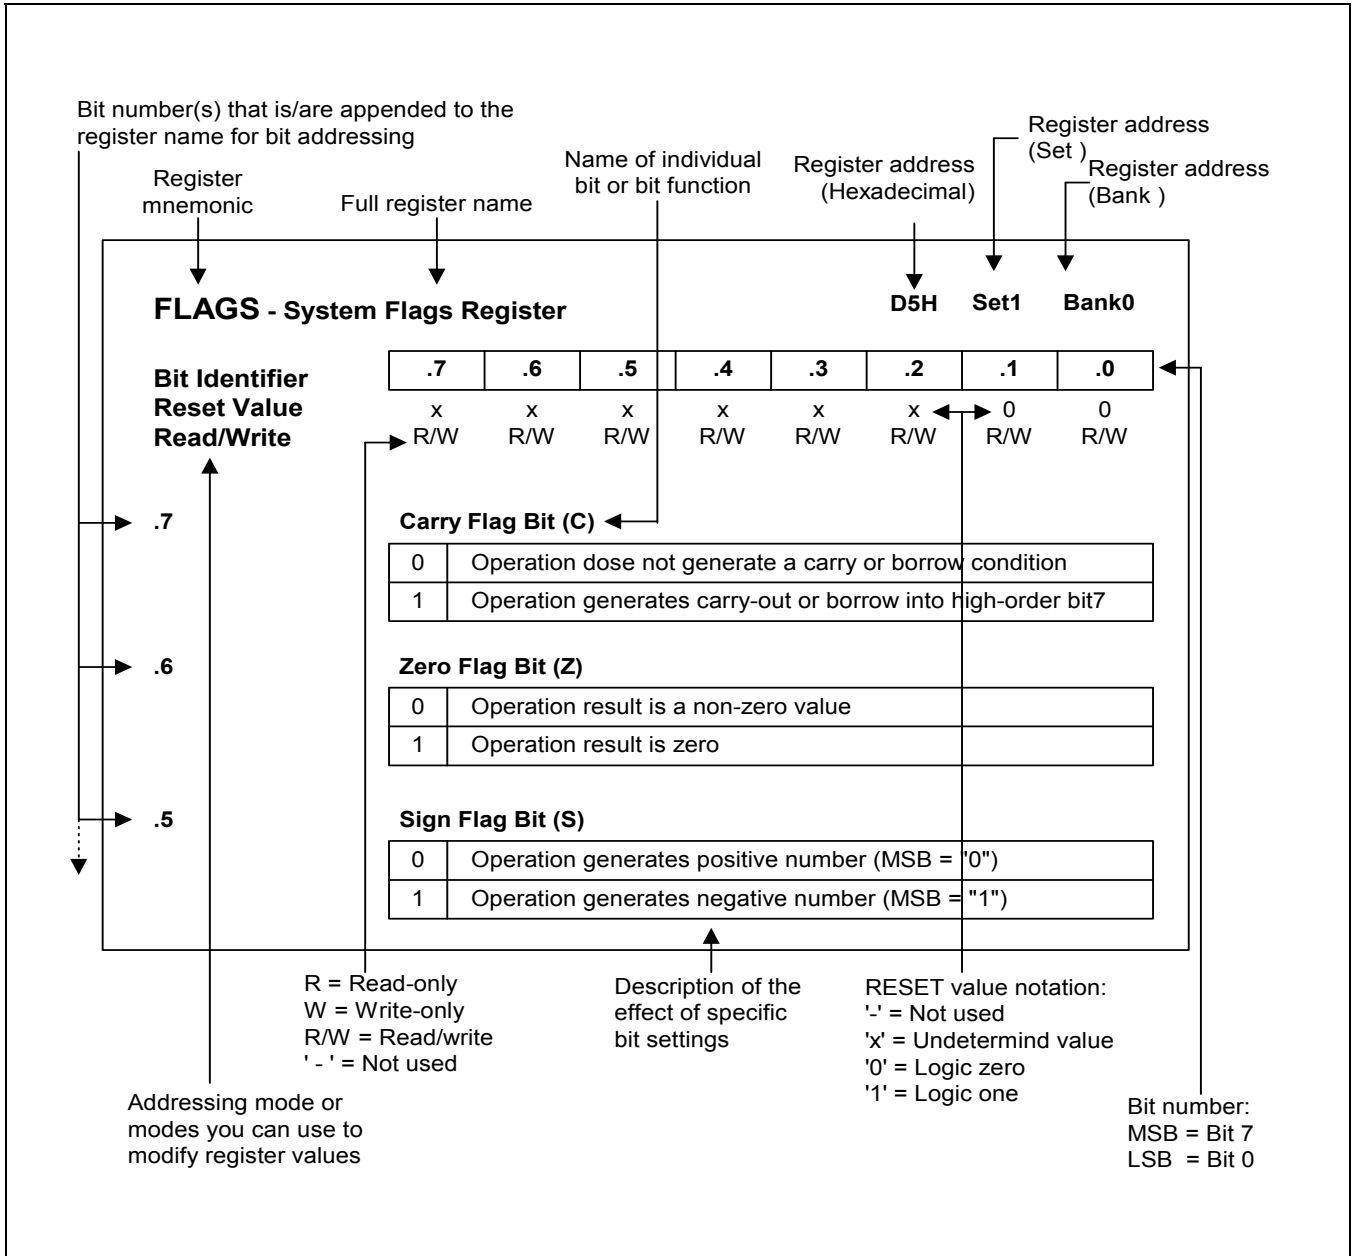 Bit number(s) that is/are appended to the
register name for bit addressing
Register
mnemonic
Full register name
Name of individual
bit or bit function
Register address
(Hexadecimal)
Register address
(Set )
Register address
(Bank )
FLAGS - System Flags Register
D5H Set1 Bank0
Bit Identifier .7 .6 .5 .4 .3 .2 .1 .0
Reset Value x x x x x x 0 0
Read/Write R/W R/W R/W R/W R/W R/W R/W R/W
.7 Carry Flag Bit (C)
0 Operation dose not generate a carry or borrow condition
1 Operation generates carry-out or borrow into high-order bit7
.6 Zero Flag Bit (Z)
0 Operation result is a non-zero value
1 Operation result is zero
.5 Sign Flag Bit (S)
0 Operation generates positive number (MSB = "0")
1 Operation generates negative number (MSB = "1")
R = Read-only
W = Write-only
R/W = Read/write
' - ' = Not used
Description of the
effect of specific
bit settings
RESET value notation:
'-' = Not used
'x' = Undetermind value
'0' = Logic zero
'1' = Logic one
Addressing mode or
modes you can use to
modify register values
Bit number:
MSB = Bit 7
LSB = Bit 0